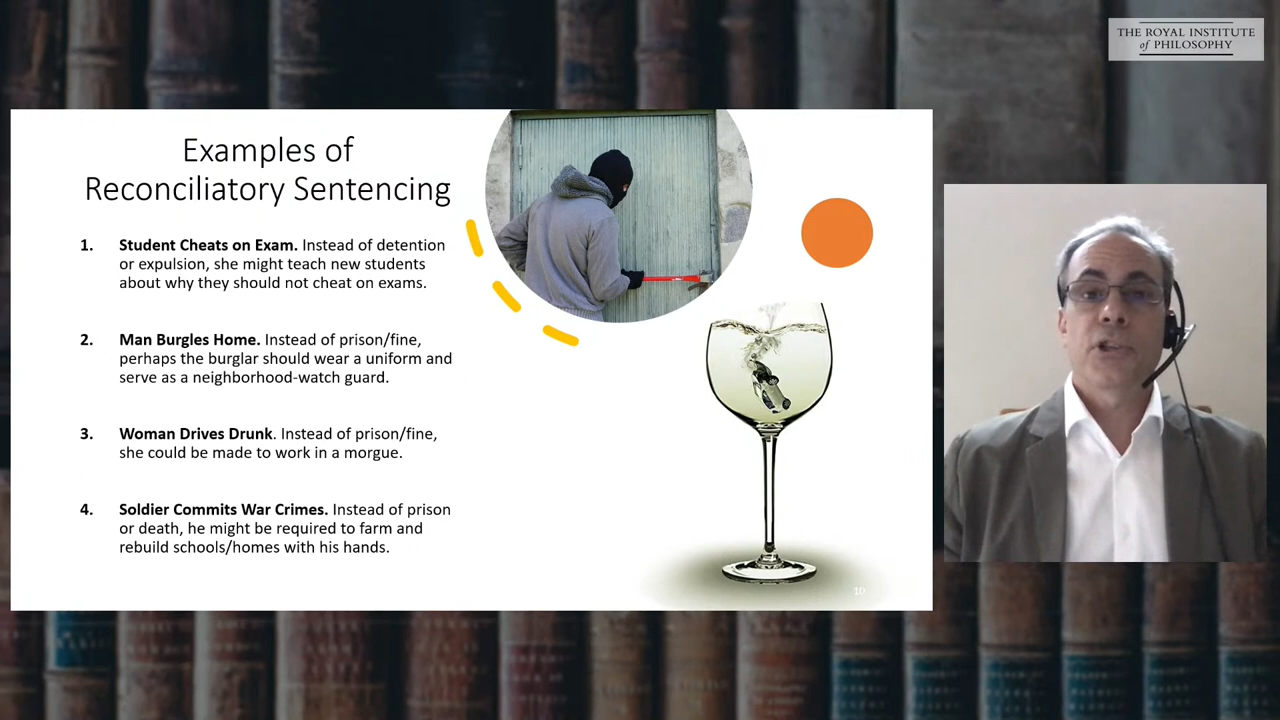 THE ROYAL INSTITUTE
of PHILOSOPHY
Examples of
Reconciliatory Sentencing
1. Student Cheats on Exam. Instead of detention
or expulsion, she might teach new students
about why they should not cheat on exams.
2. Man Burgles Home. Instead of prison/fine,
perhaps the burglar should wear a uniform and
serve as a neighborhood-watch guard.
3. Woman Drives Drunk. Instead of prison/fine,
she could be made to work in a morgue.
4. Soldier Commits War Crimes. Instead of prison
or death, he might be required to farm and
rebuild schools/homes with his hands.
10